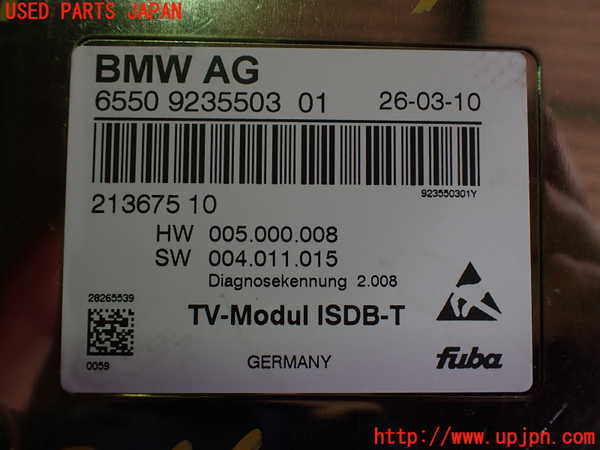 USED PARTS JAPAN
BMW AG
6550 9235503 01 26-03-10
923550301Y
213675 10
HW 005.000.008
SW 004.011.015
Diagnosekennung 2.008
28265539
TV-Modul ISDB-T
0059
GERMANY
fuba
http://www.upjpn.com/